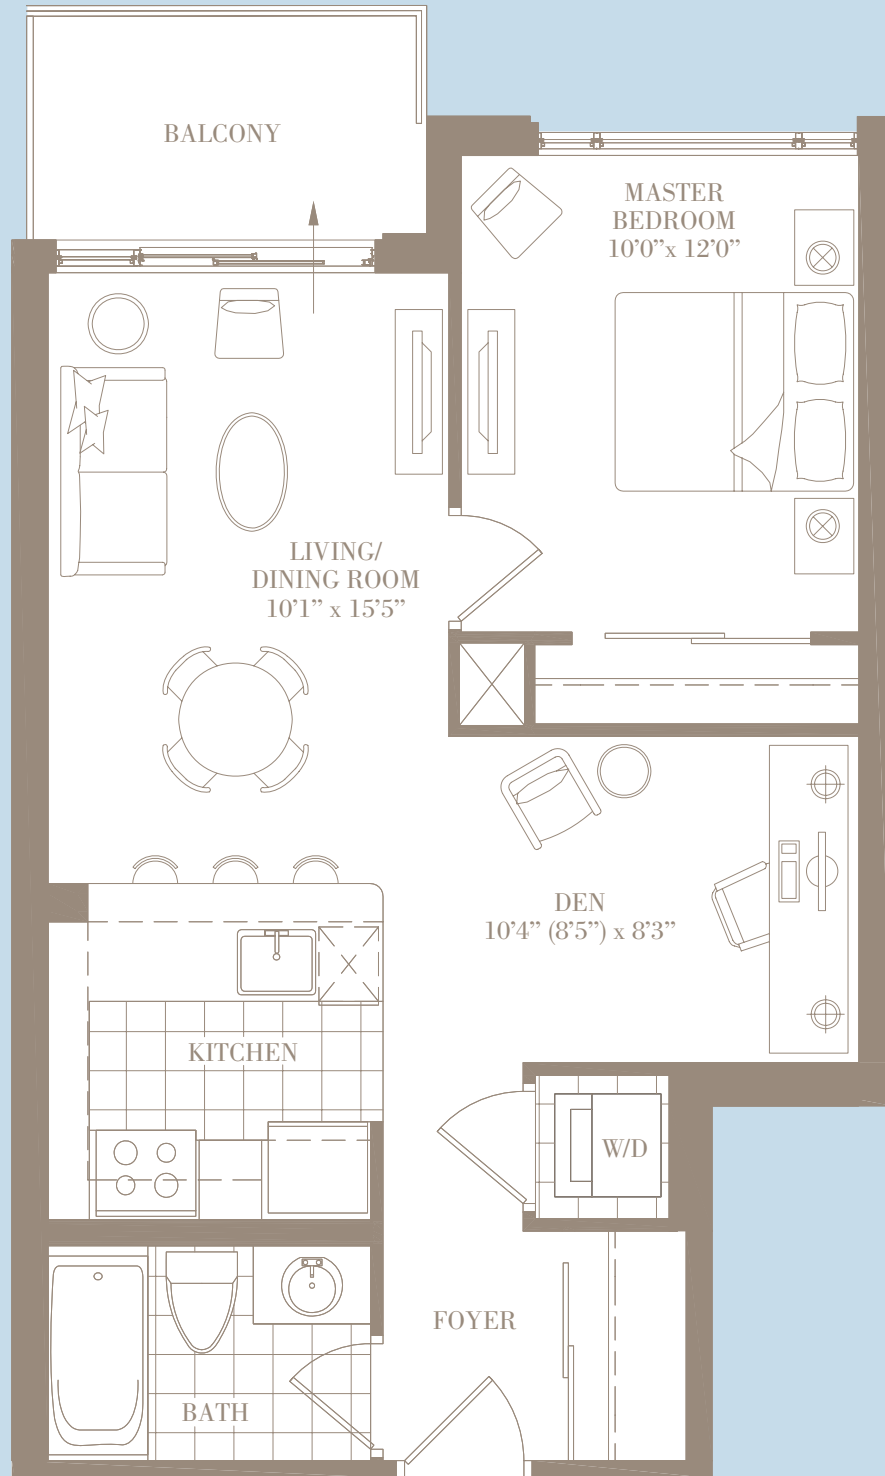 BALCONY
MASTER
BEDROOM
10’0”x 12’0”
LIVING/
DINING ROOM
10’1” x 15’5”
DEN
10’4” (8’5”) x 8’3”
KITCHEN
W/D
FOYER
BATH